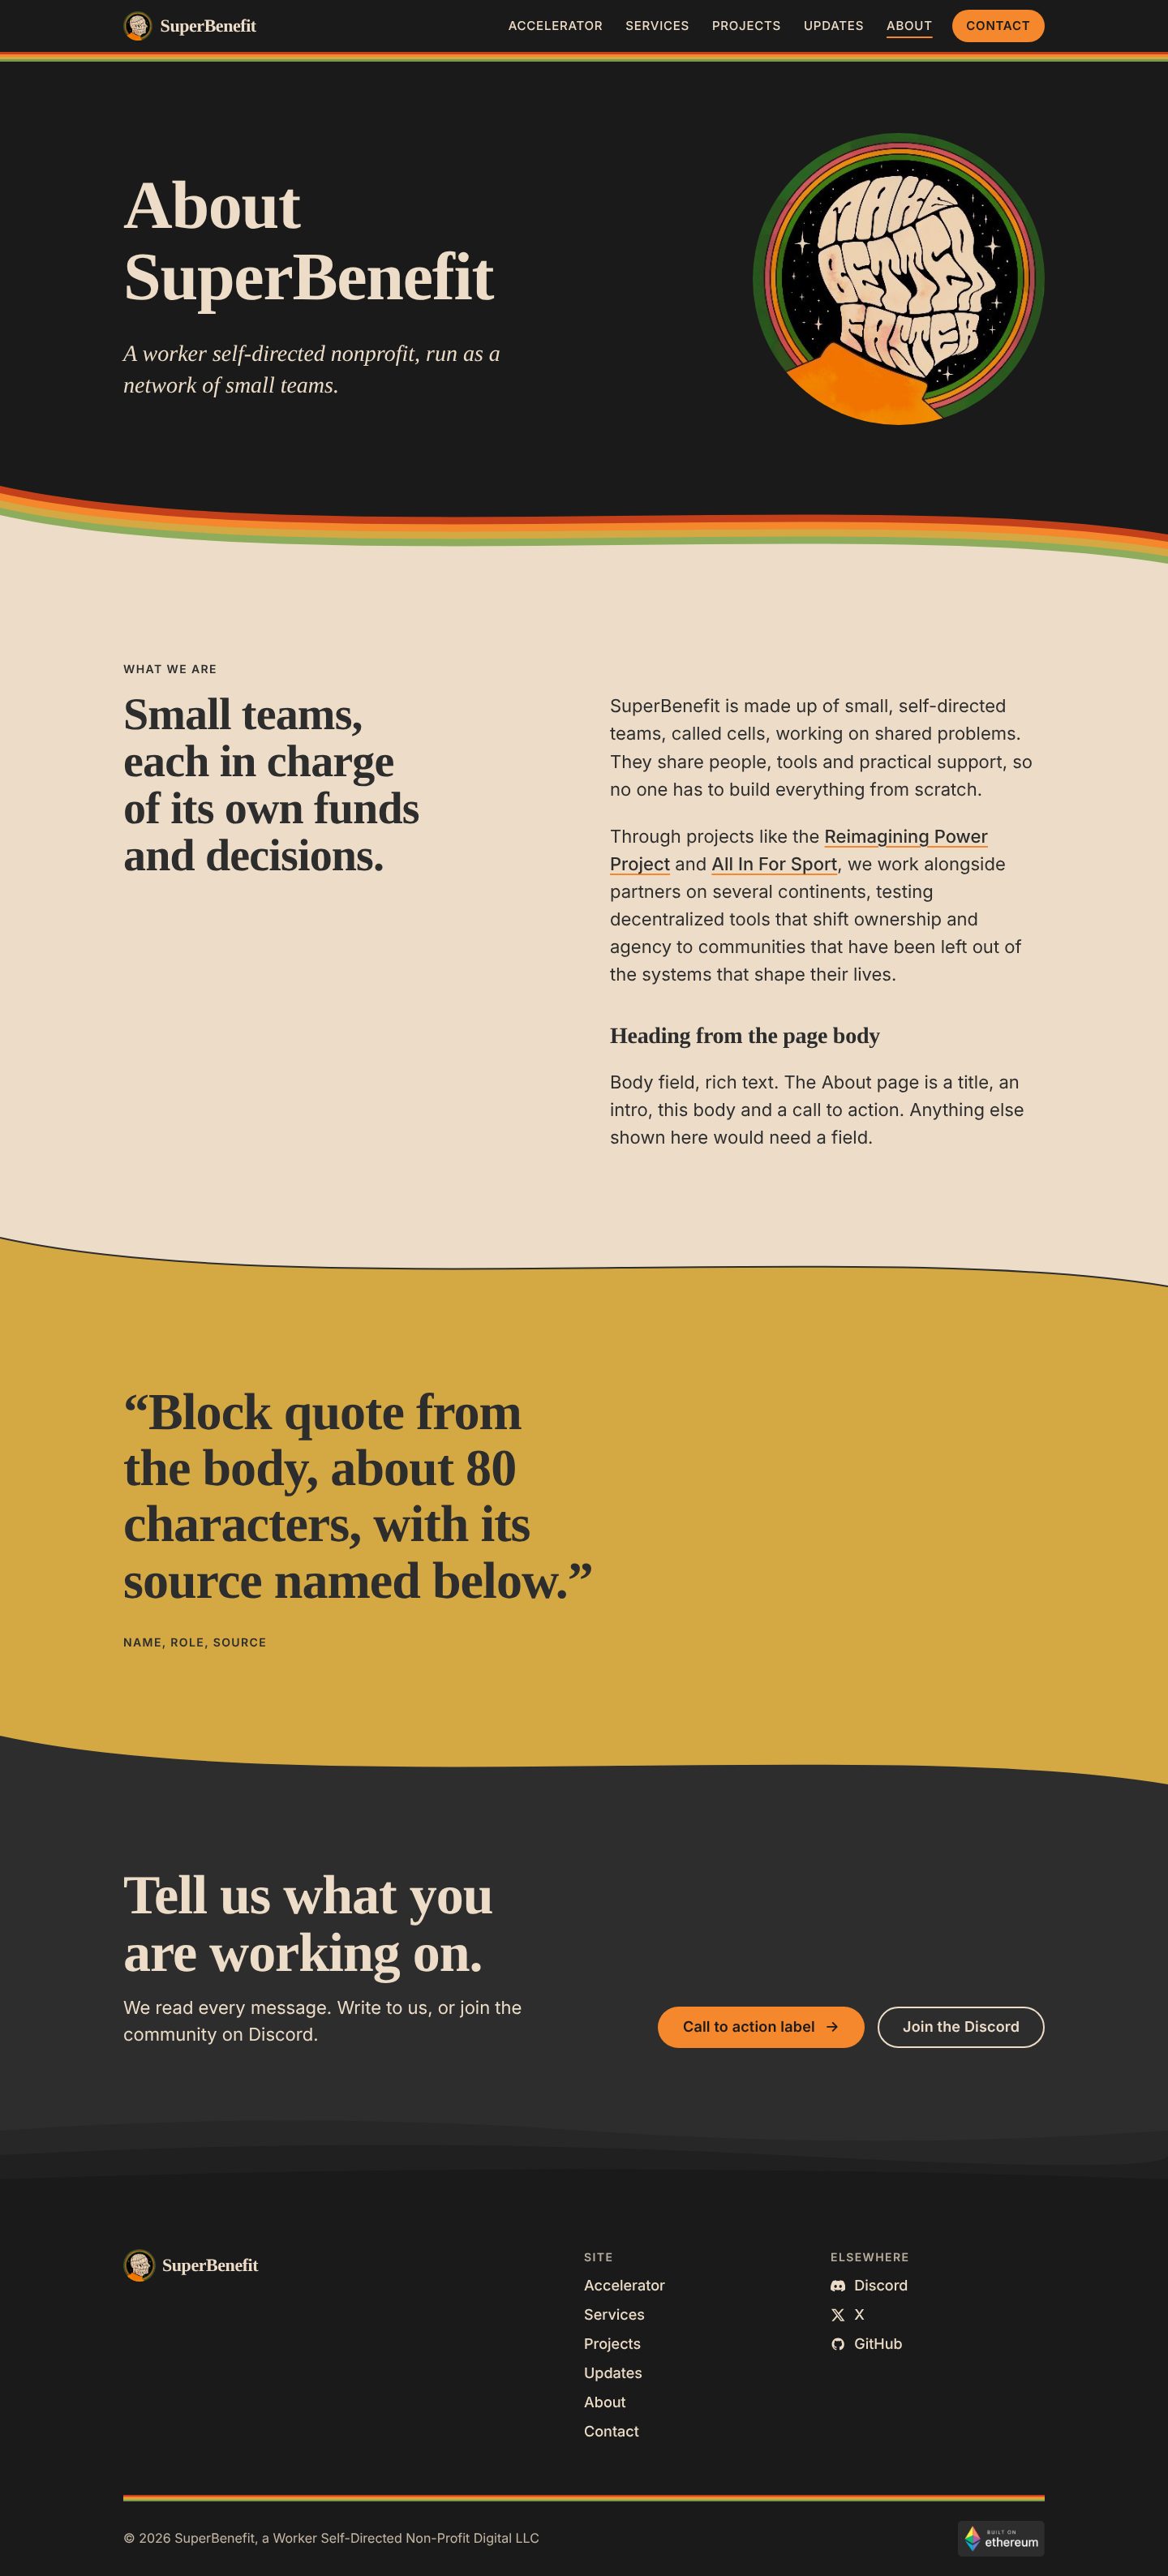 SuperBenefit
ACCELERATOR SERVICES PROJECTS UPDATES ABOUT CONTACT
About
SuperBenefit
A worker self-directed nonprofit, run as a
network of small teams.
MAKE
BETTER
FASTER
WHAT WE ARE
Small teams,
each in charge
of its own funds
and decisions.
SuperBenefit is made up of small, self-directed
teams, called cells, working on shared problems.
They share people, tools and practical support, so
no one has to build everything from scratch.
Through projects like the Reimagining Power
Project and All In For Sport, we work alongside
partners on several continents, testing
decentralized tools that shift ownership and
agency to communities that have been left out of
the systems that shape their lives.
Heading from the page body
Body field, rich text. The About page is a title, an
intro, this body and a call to action. Anything else
shown here would need a field.
“Block quote from
the body, about 80
characters, with its
source named below.”
NAME, ROLE, SOURCE
Tell us what you
are working on.
We read every message. Write to us, or join the
community on Discord.
Call to action label → Join the Discord
SuperBenefit
SITE
Accelerator
Services
Projects
Updates
About
Contact
ELSEWHERE
Discord
X
GitHub
© 2026 SuperBenefit, a Worker Self-Directed Non-Profit Digital LLC
BUILT ON
ethereum